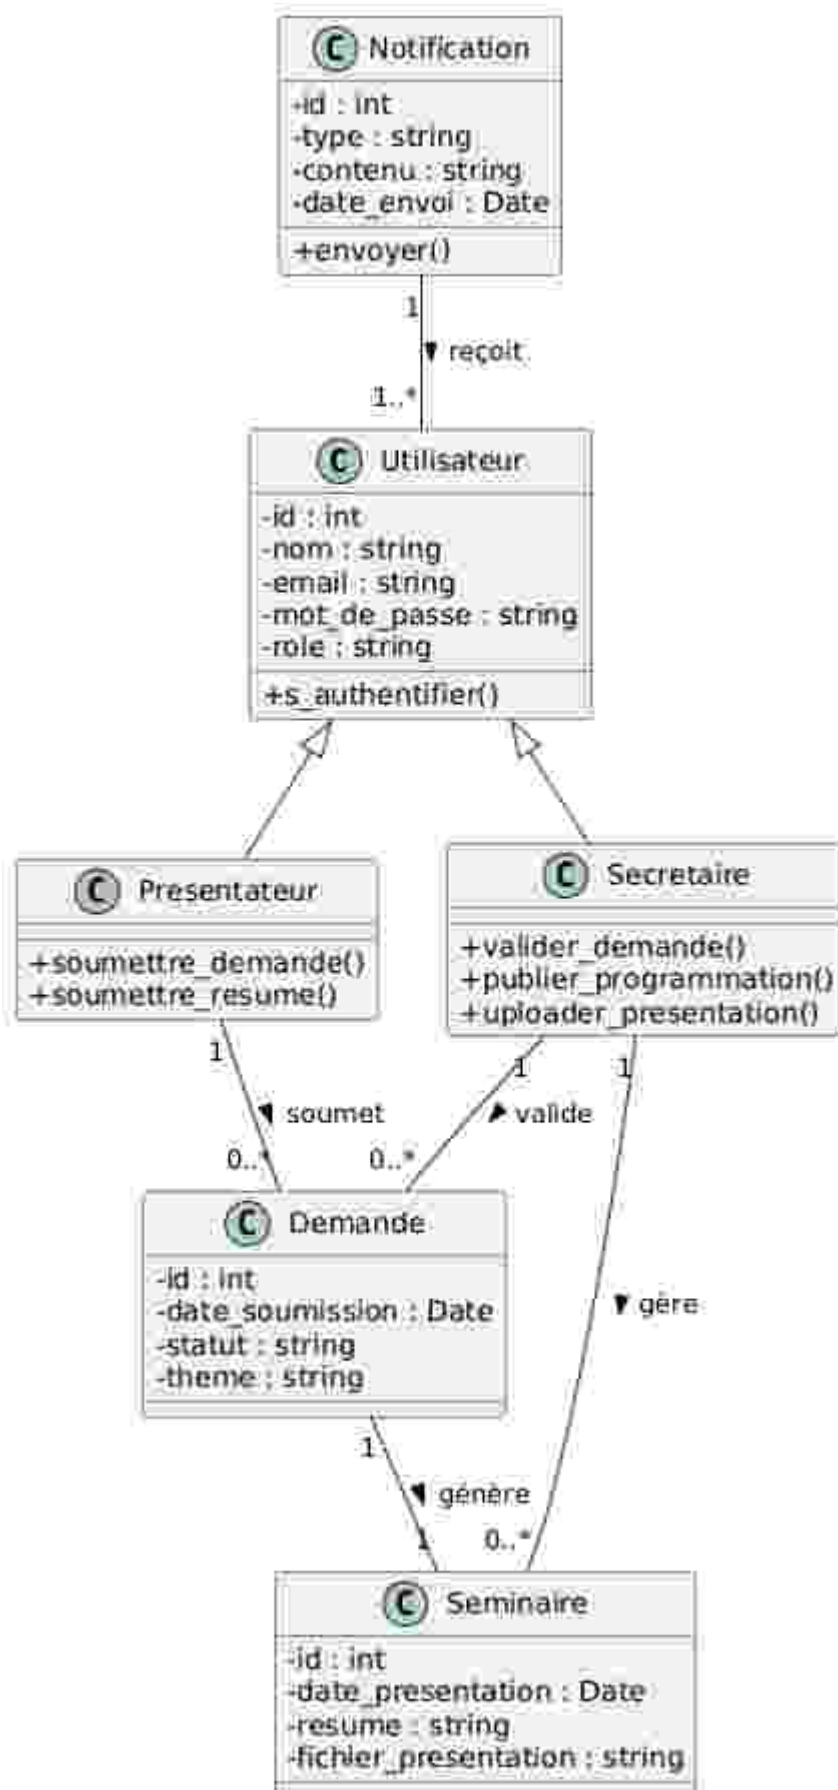 C Notification
-id : int
-type : string
-contenu : string
-date_envoi : Date
+envoyer()
1
reçoit
1..*
C Utilisateur
-id : int
-nom : string
-email : string
-mot_de_passe : string
-role : string
+s_authentifier()
C Presentateur
+soumettre_demande()
+soumettre_resume()
C Secretaire
+valider_demande()
+publier_programmation()
+uploader_presentation()
1
1
1
soumet
valide
0..*
0..*
C Demande
-id : int
-date_soumission : Date
-statut : string
-theme : string
gère
1
génère
1
0..*
C Seminaire
-id : int
-date_presentation : Date
-resume : string
-fichier_presentation : string